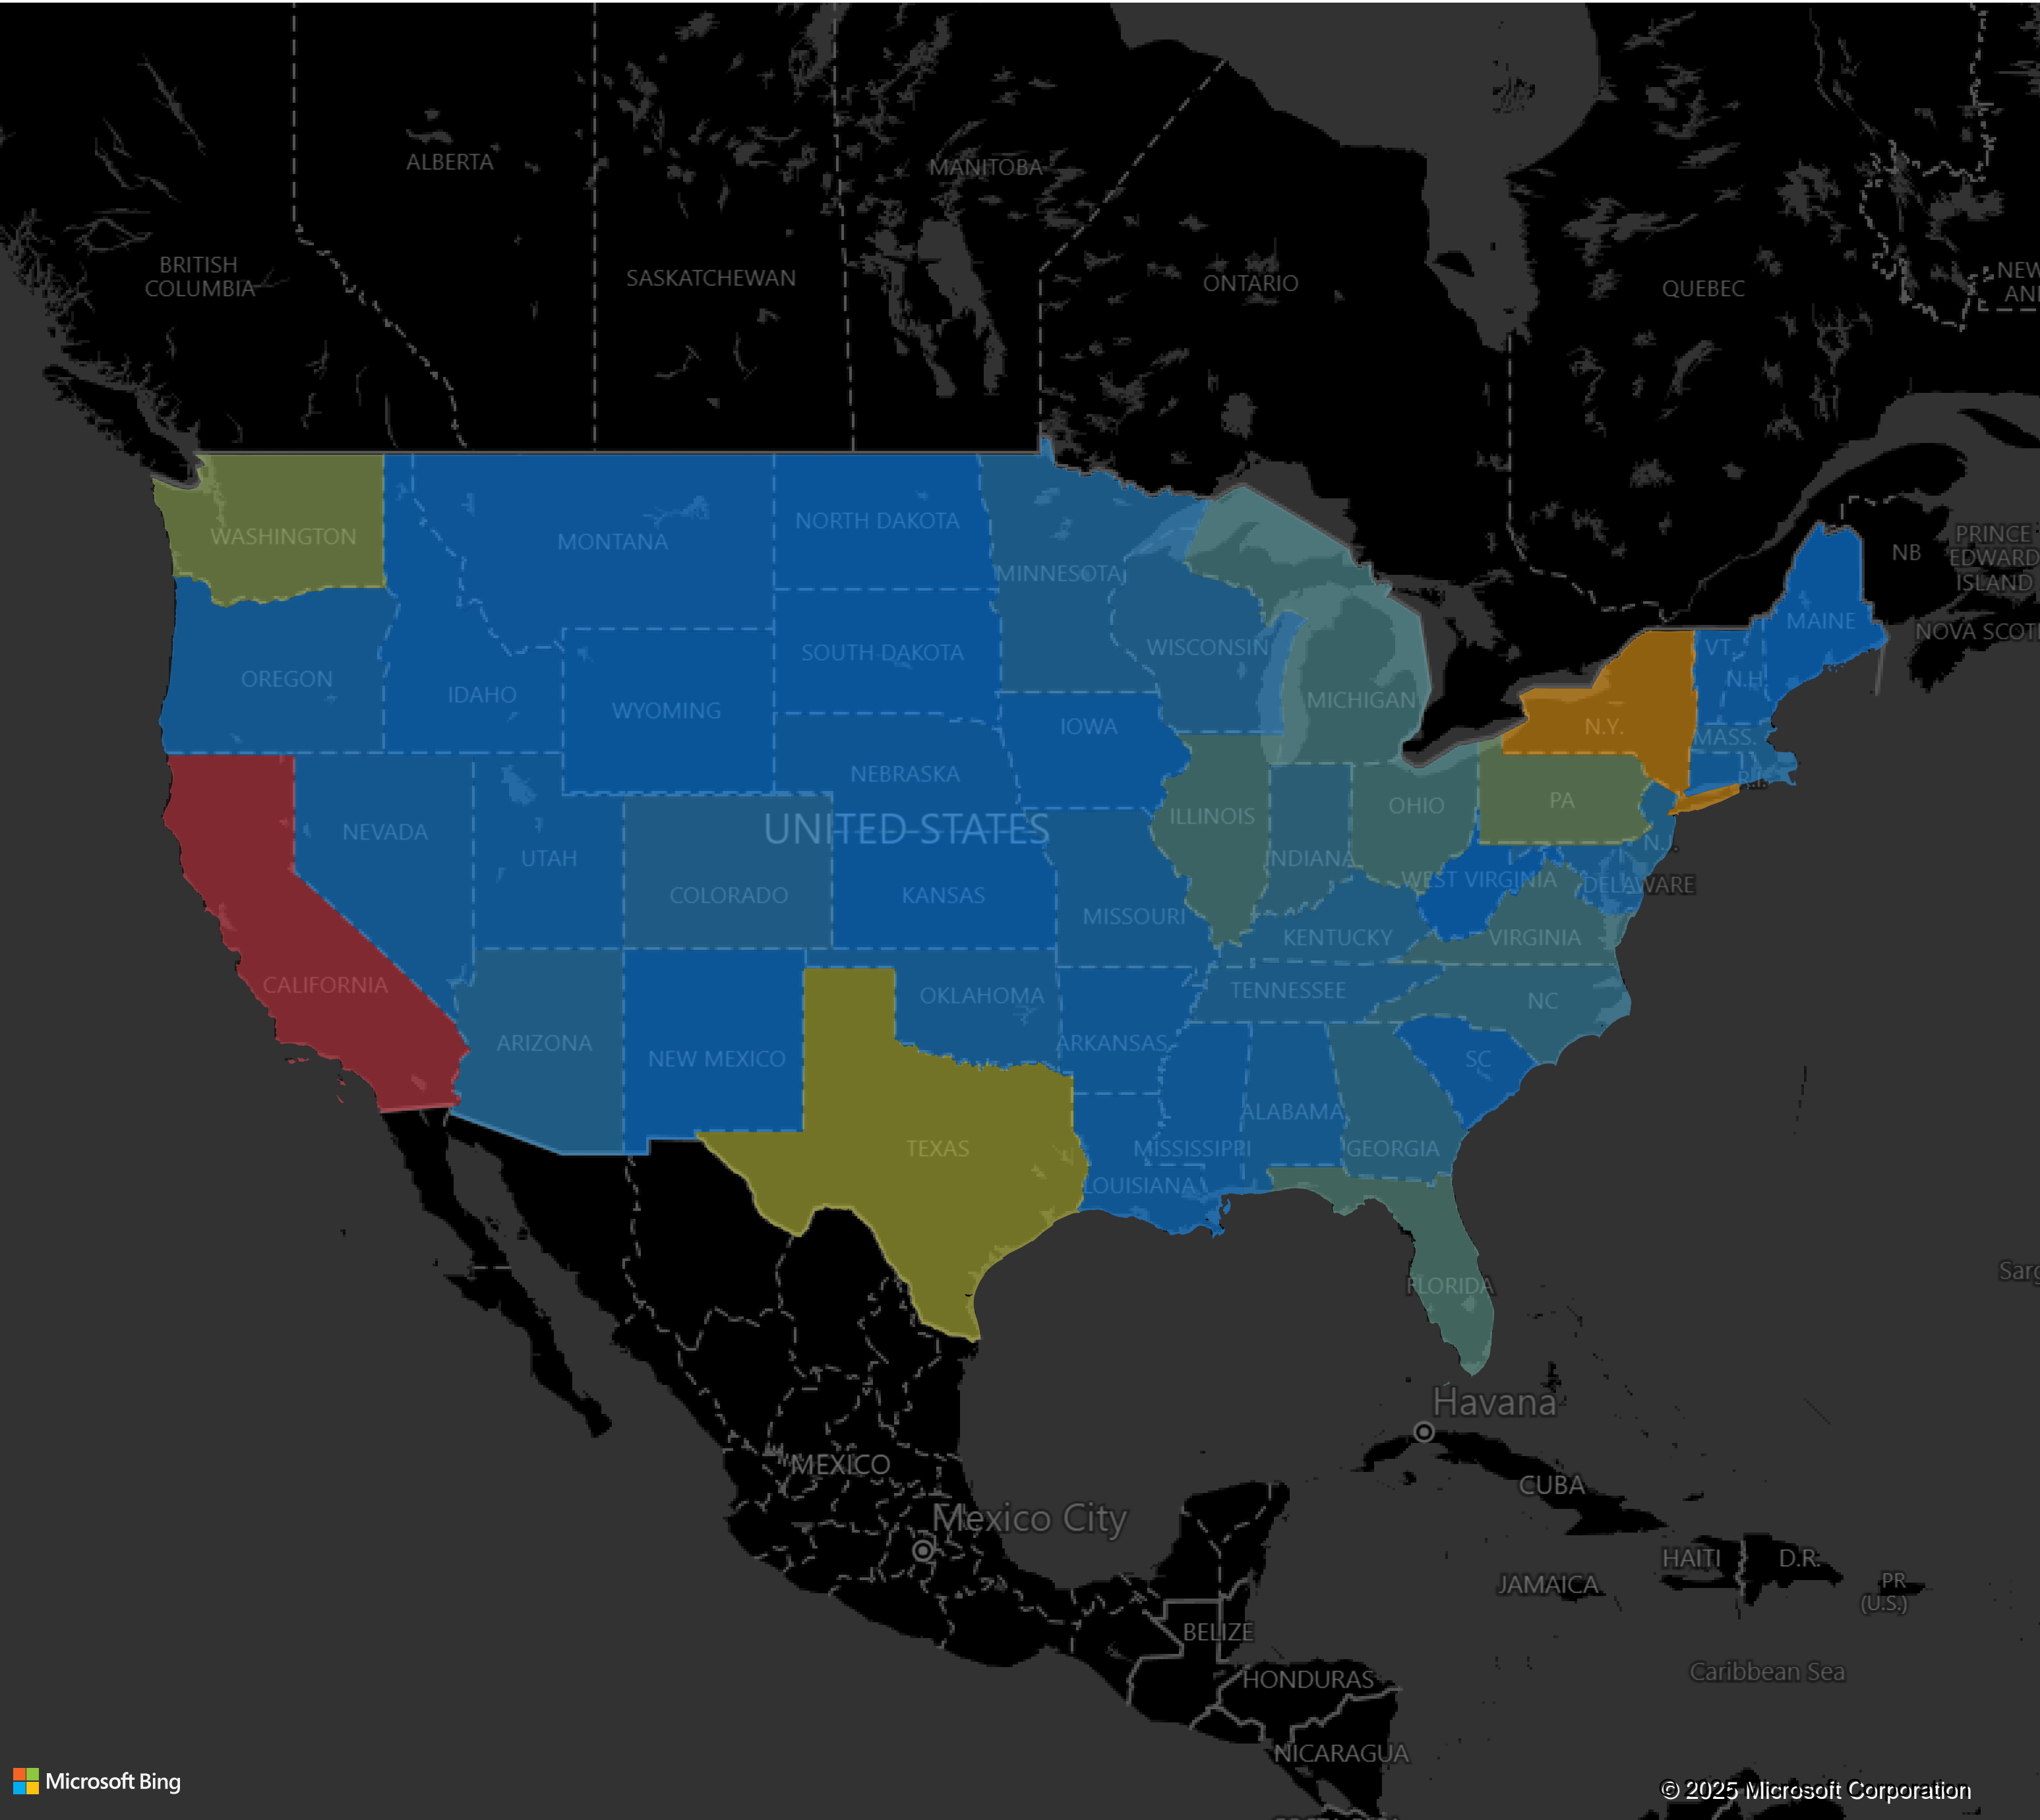 ALBERTA
MANITOBA
BRITISH
COLUMBIA
SASKATCHEWAN
ONTARIO
QUEBEC
NEW
AN
WASHINGTON
MONTANA
NORTH DAKOTA
MINNESOTA
NB
PRINCE
EDWARD
ISLAND
OREGON
IDAHO
WYOMING
SOUTH DAKOTA
WISCONSIN
MICHIGAN
MAINE
NOVA SCOTI
VT.
N.H
N.Y.
MASS.
R.I.
IOWA
NEBRASKA
NEVADA
UTAH
UNITED STATES
ILLINOIS
OHIO
PA
N.J.
COLORADO
KANSAS
MISSOURI
INDIANA
WEST VIRGINIA
DELAWARE
KENTUCKY
VIRGINIA
CALIFORNIA
ARIZONA
NEW MEXICO
OKLAHOMA
ARKANSAS
TENNESSEE
NC
SC
TEXAS
MISSISSIPPI
ALABAMA
GEORGIA
LOUISIANA
FLORIDA
Sarg
Havana
MEXICO
CUBA
Mexico City
HAITI
D.R.
JAMAICA
PR
(U.S.)
BELIZE
HONDURAS
Caribbean Sea
NICARAGUA
Microsoft Bing
© 2025 Microsoft Corporation